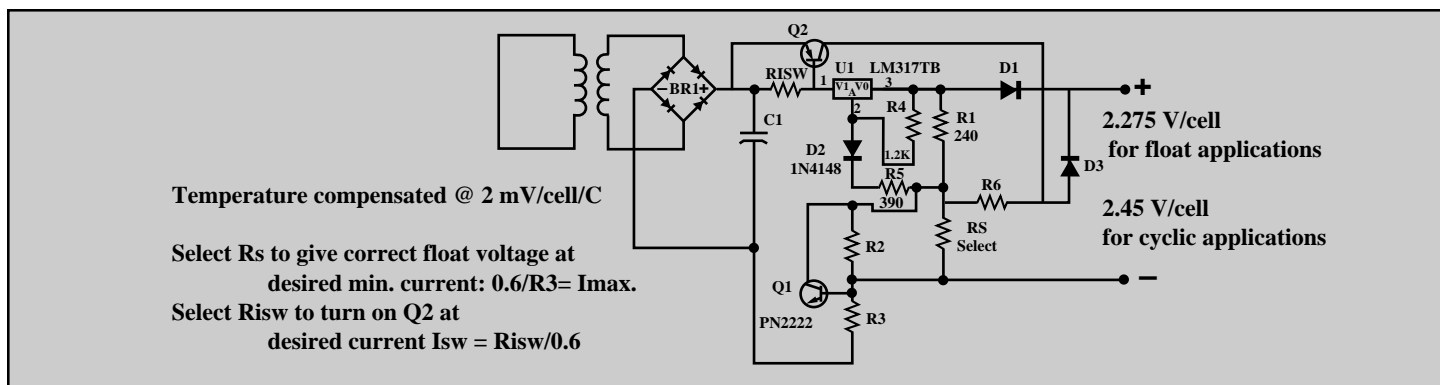 Q2
RISW
1
U1
LM317TB
V1
V0
A
3
2
D1
+
− BR1 +
C1
R4
R1
240
2.275 V/cell
for float applications
D2
1N4148
1.2K
R5
390
R6
D3
Temperature compensated @ 2 mV/cell/C
2.45 V/cell
for cyclic applications
RS
Select
R2
Select Rs to give correct float voltage at
desired min. current: 0.6/R3= Imax.
−
Q1
PN2222
R3
Select Risw to turn on Q2 at
desired current Isw = Risw/0.6